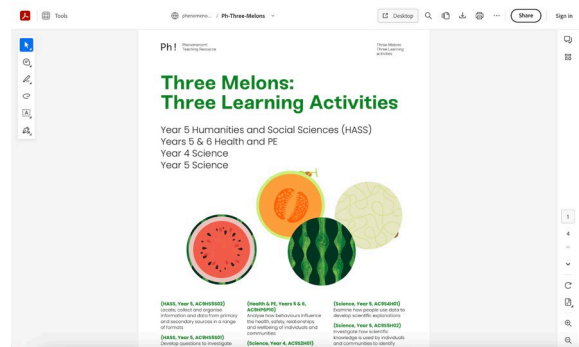 Tools
phenomeno... / Ph-Three-Melons
Desktop
Share
Sign in
Ph!
Phenomenom
Teaching Resource
Three Melons:
Three Learning
activities
Three Melons:
Three Learning Activities
Year 5 Humanities and Social Sciences (HASS)
Years 5 & 6 Health and PE
Year 4 Science
Year 5 Science
(HASS, Year 5, AC9HS5S02)
Locate, collect and organise
information and data from primary
and secondary sources in a range
of formats
(HASS, Year 5, AC9HS5S01)
Develop questions to investigate
(Health & PE, Years 5 & 6,
AC9HP6P10)
Analyse how behaviours influence
the health, safety, relationships
and wellbeing of individuals and
communities
(Science, Year 4, AC9S2H01)
(Science, Year 5, AC9S4H01)
Examine how people use data to
develop scientific explanations
(Science, Year 5, AC9S5H02)
Investigate how scientific
knowledge is used by individuals
and communities to identify
1
4